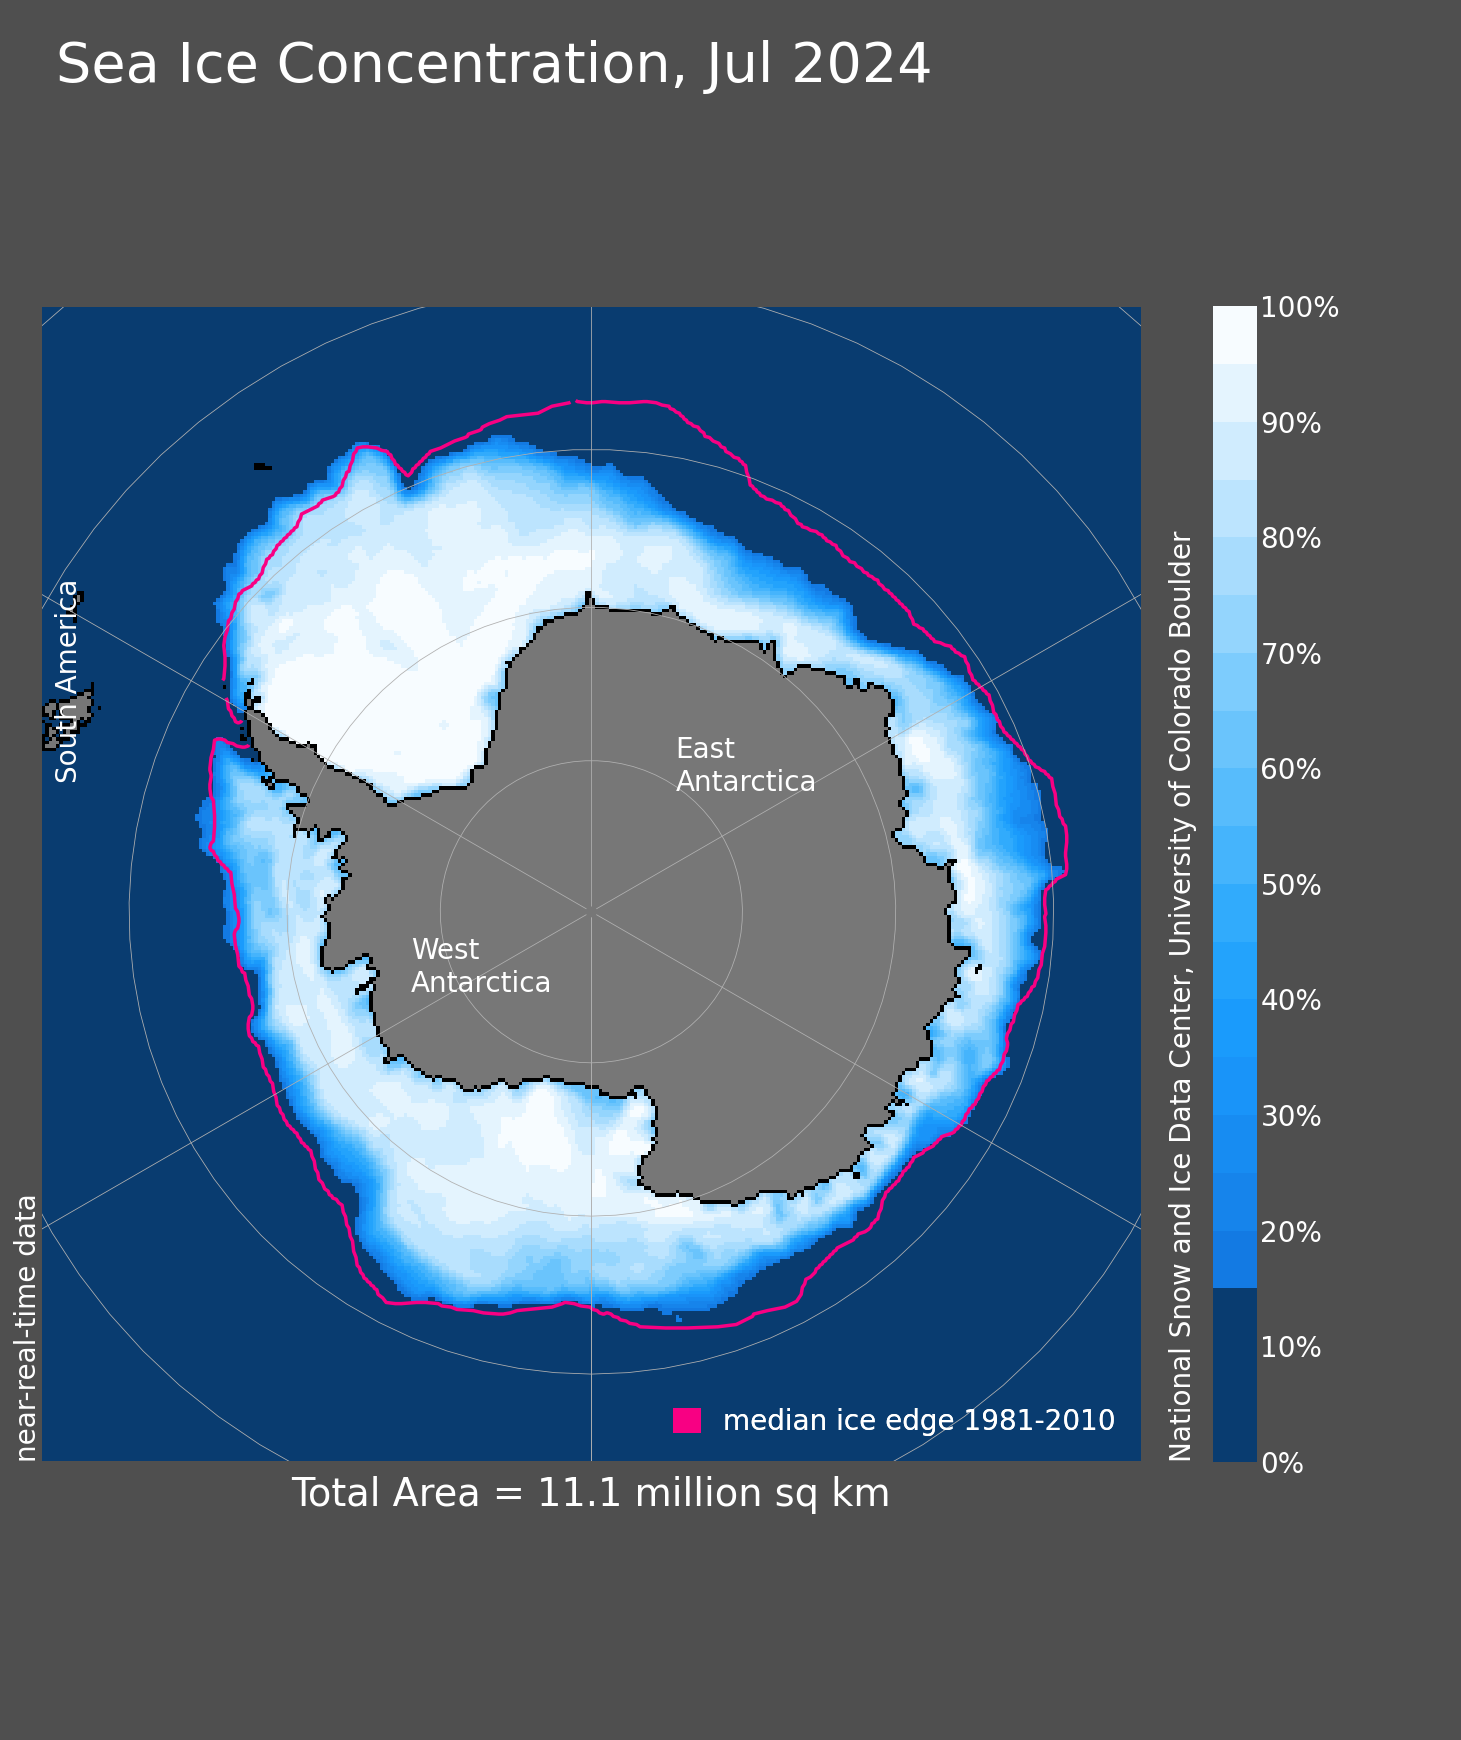 Sea Ice Concentration, Jul 2024
South America
East
Antarctica
West
Antarctica
near-real-time data
median ice edge 1981-2010
Total Area = 11.1 million sq km
National Snow and Ice Data Center, University of Colorado Boulder
100%
90%
80%
70%
60%
50%
40%
30%
20%
10%
0%